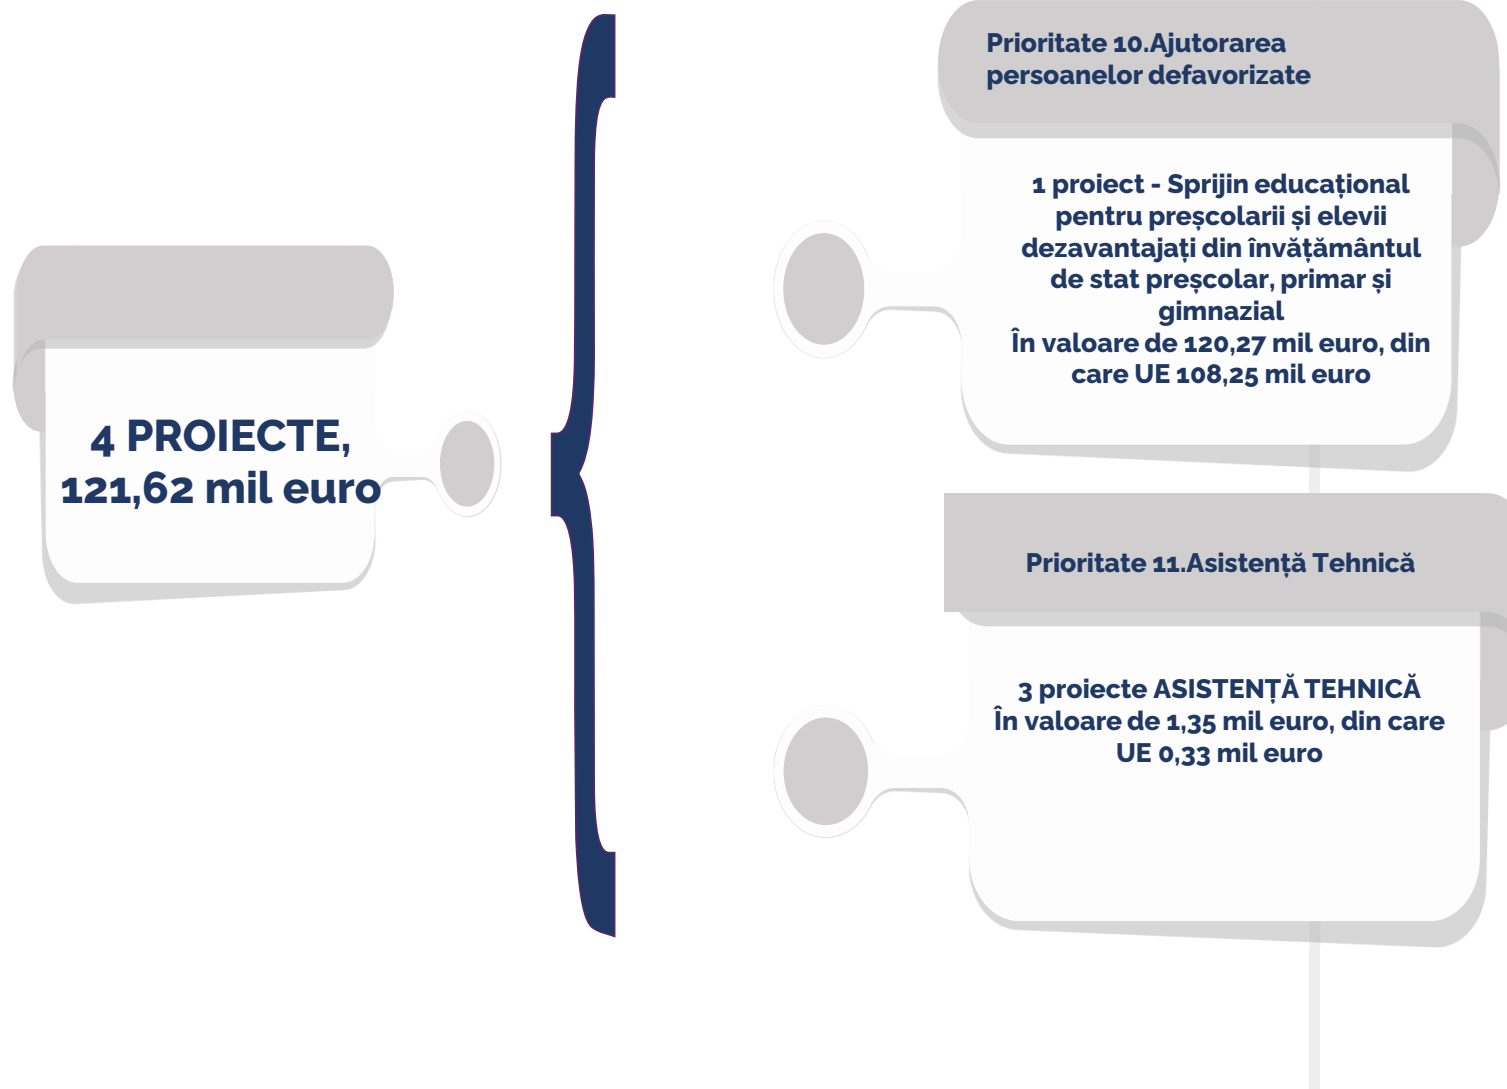 4 PROIECTE,
121,62 mil euro
Prioritate 10.Ajutorarea
persoanelor defavorizate
1 proiect - Sprijin educațional
pentru preșcolarii și elevii
dezavantajați din învățământul
de stat preșcolar, primar și
gimnazial
În valoare de 120,27 mil euro, din
care UE 108,25 mil euro
Prioritate 11.Asistență Tehnică
3 proiecte ASISTENȚĂ TEHNICĂ
În valoare de 1,35 mil euro, din care
UE 0,33 mil euro